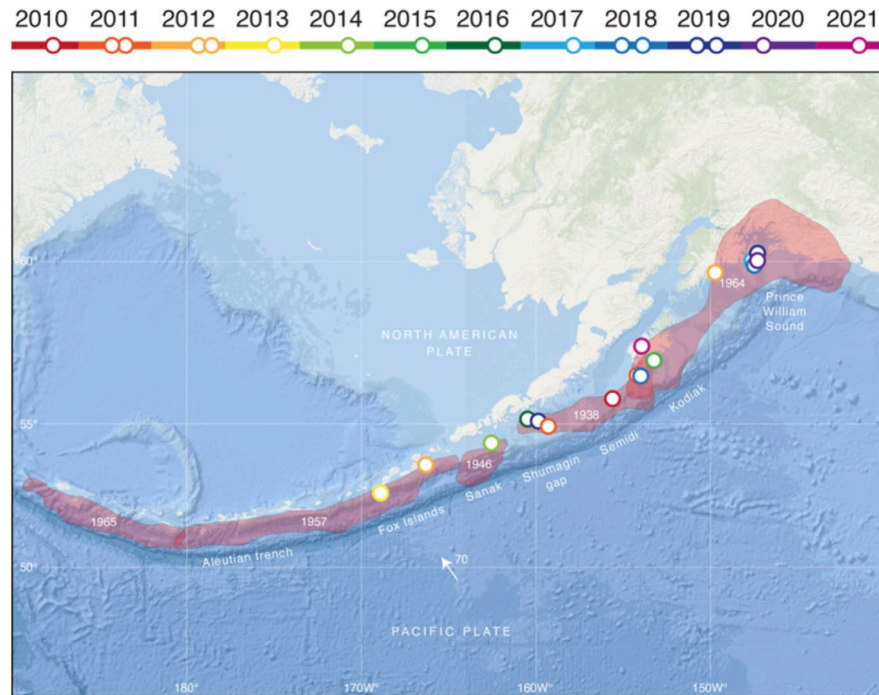 2010 2011 2012 2013 2014 2015 2016 2017 2018 2019 2020 2021
60°
1964
Prince
William
Sound
NORTH AMERICAN
PLATE
55°
1938
Kodiak
Semidi
Shumagin
gap
1946
Sanak
Fox Islands
1965
1957
Aleutian trench
50°
70
PACIFIC PLATE
180° 170°W 160°W 150°W